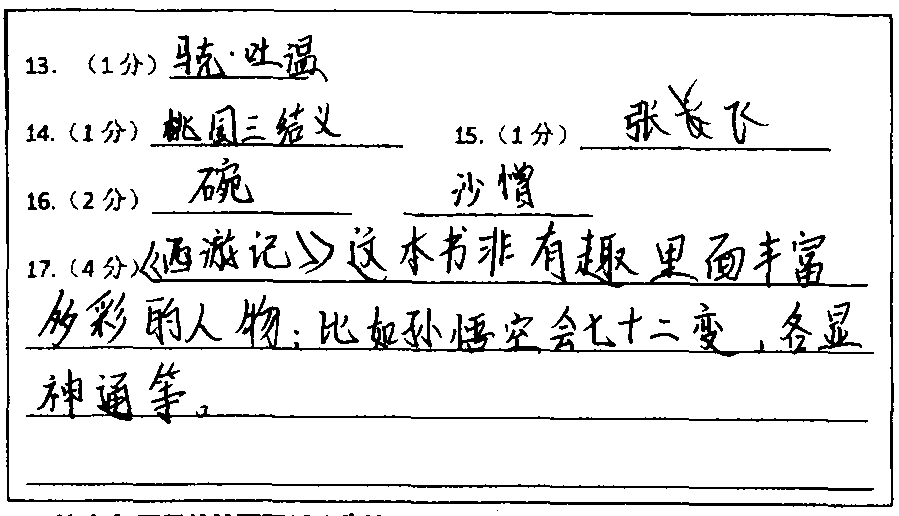 13. （1分）马克·吐温
14.（1分）桃园三结义 15.（1分）张飞
16.（2分）碗 沙憎
17.（4分）《西游记》这本书非有趣里面丰富
多彩的人物；比如孙悟空会七十二变，各显
神通等。